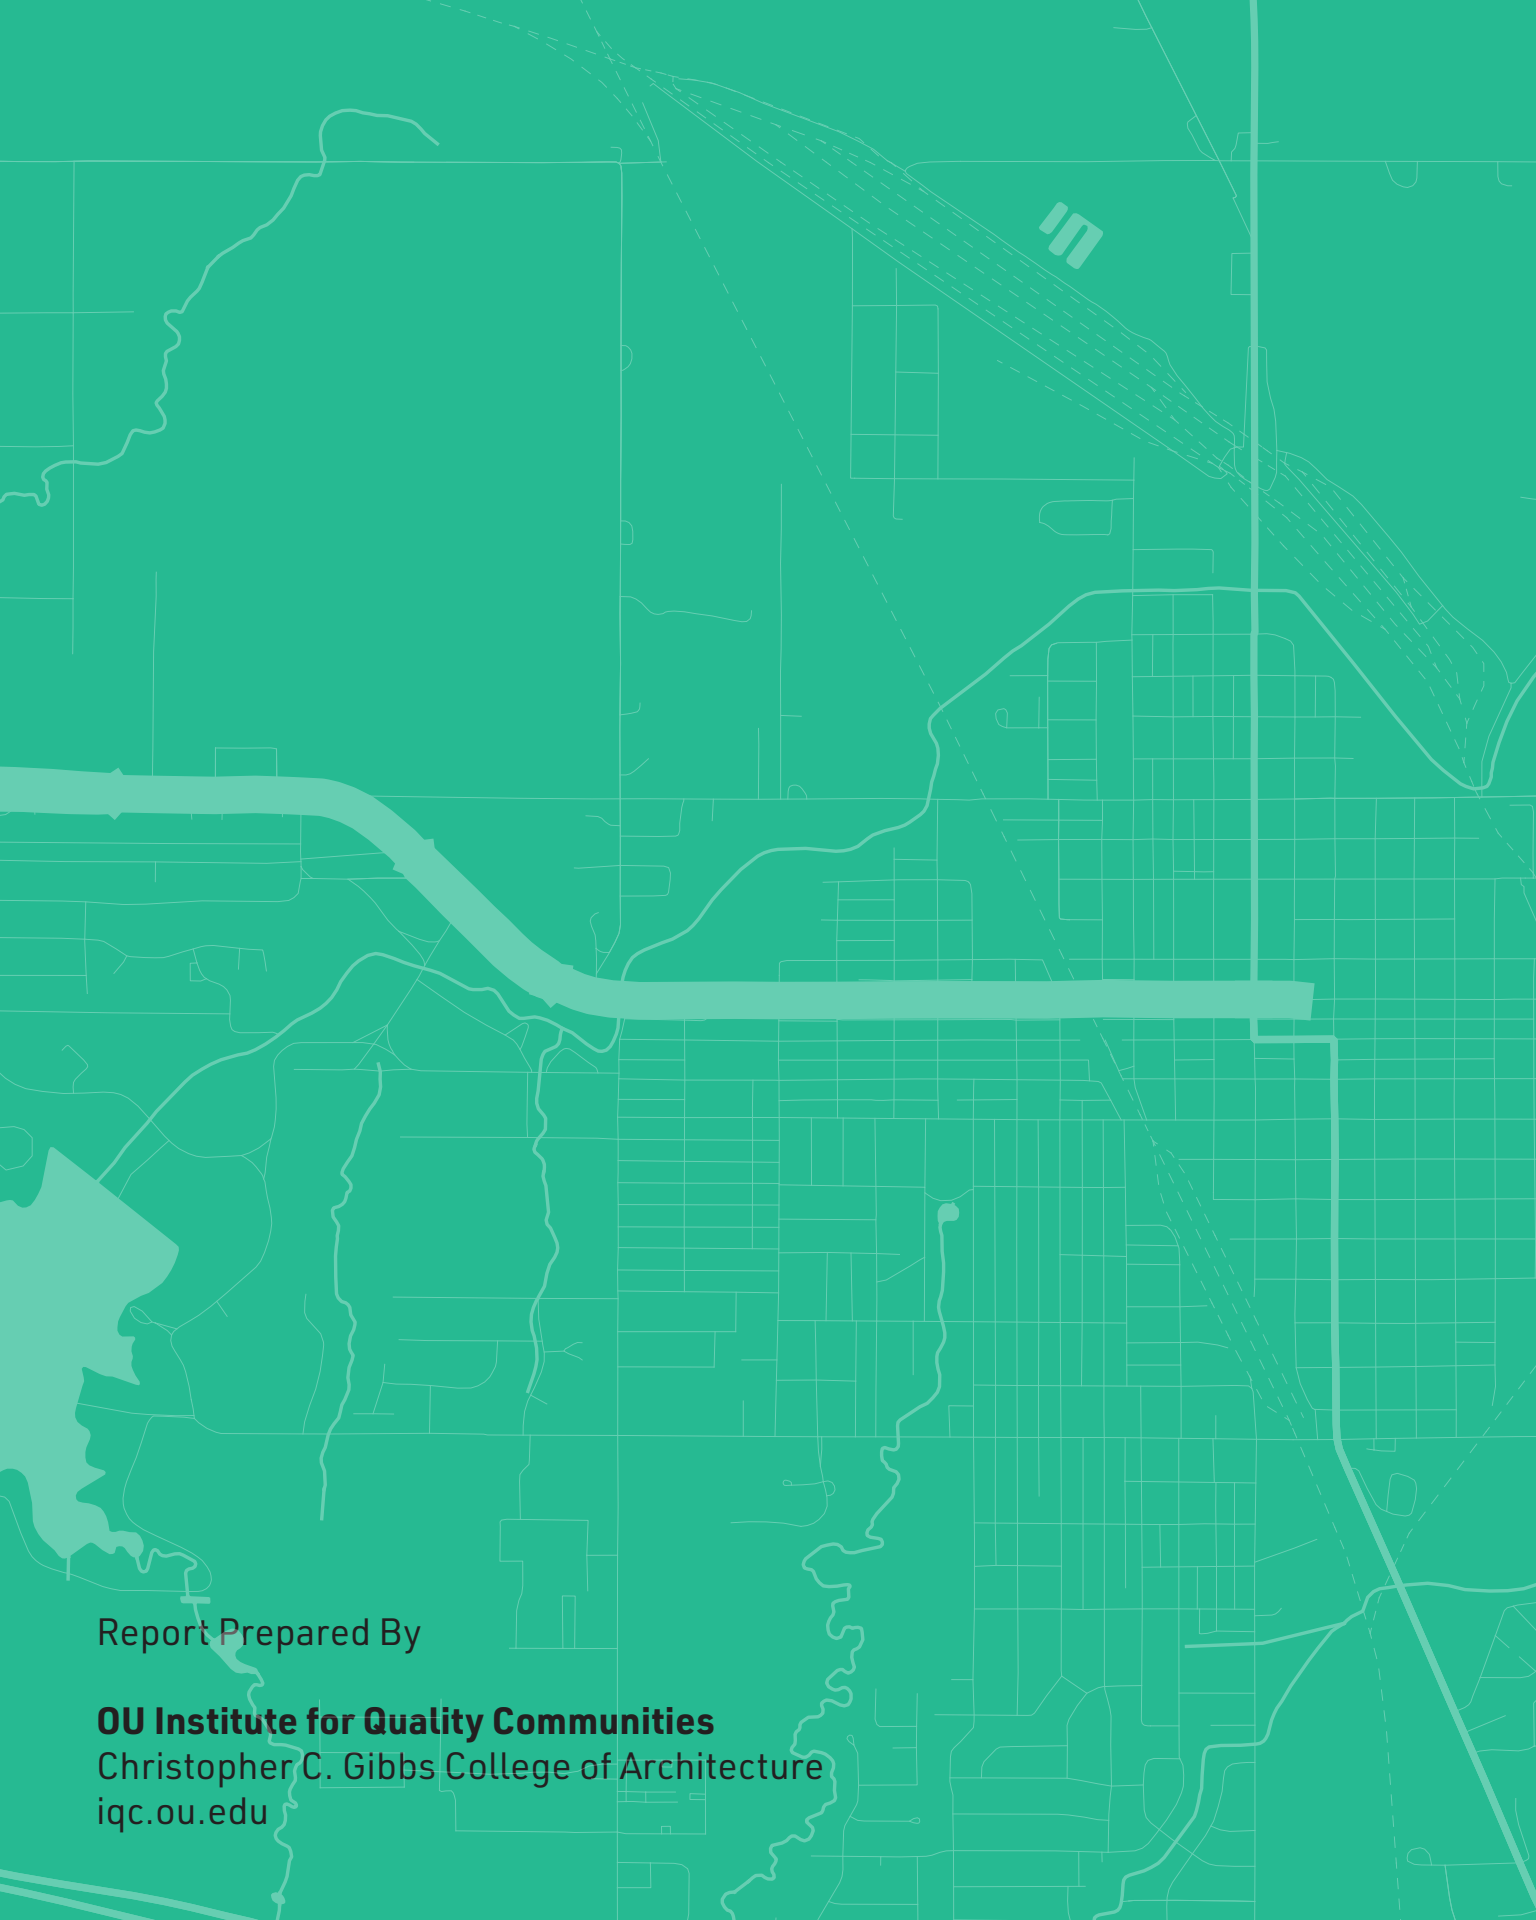 Report Prepared By
OU Institute for Quality Communities
Christopher C. Gibbs College of Architecture
iqc.ou.edu